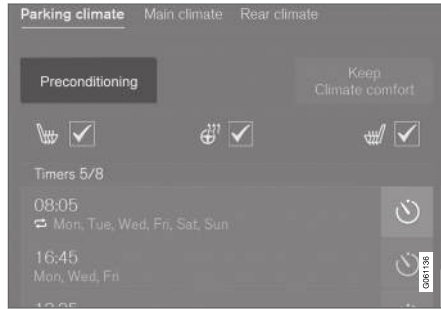 Parking climate Main climate Rear climate
Preconditioning
Keep
Climate comfort
Timers 5/8
08:05
Mon, Tue, Wed, Fri, Sat, Sun
16:45
Mon, Wed, Fri
G061136